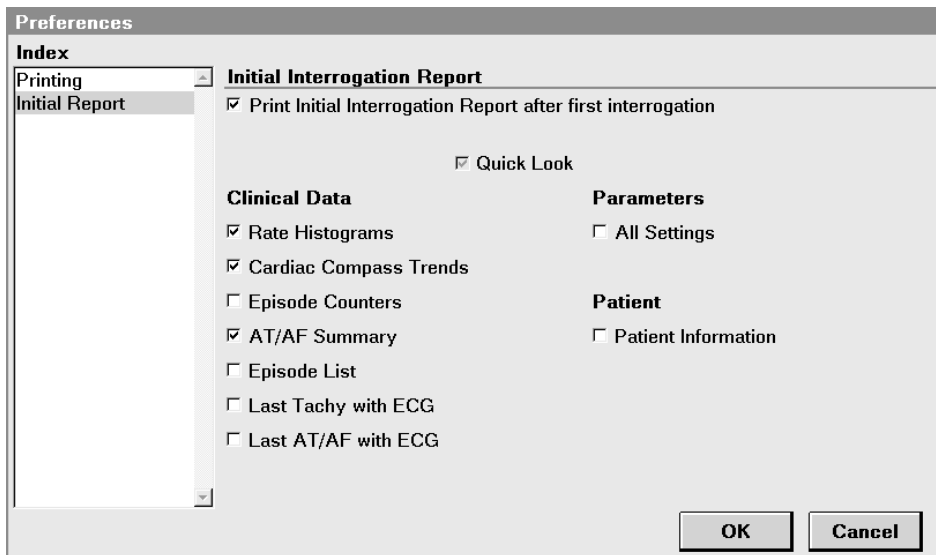 Preferences
Index
Printing
Initial Report
Initial Interrogation Report
Print Initial Interrogation Report after first interrogation
Quick Look
Clinical Data
Parameters
Rate Histograms
All Settings
Cardiac Compass Trends
Episode Counters
Patient
AT/AF Summary
Patient Information
Episode List
Last Tachy with ECG
Last AT/AF with ECG
OK
Cancel